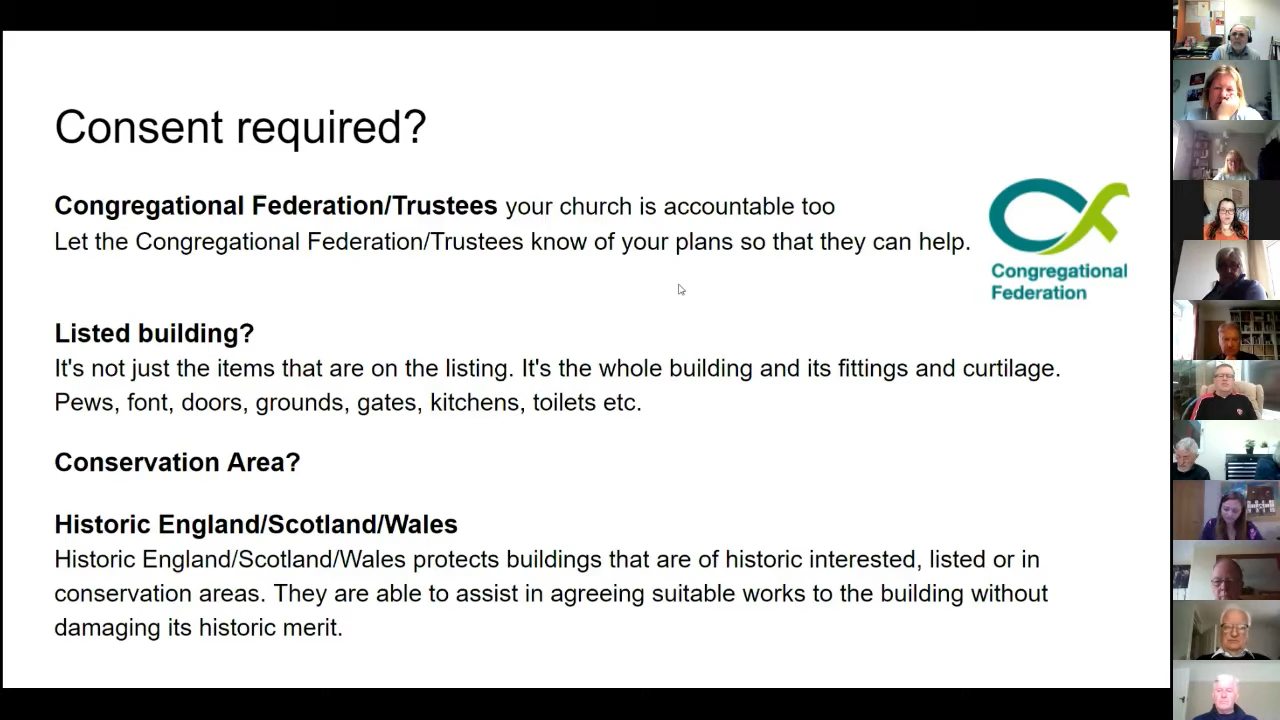 Consent required?
Congregational Federation/Trustees your church is accountable too
Let the Congregational Federation/Trustees know of your plans so that they can help.
Congregational
Federation
Listed building?
It's not just the items that are on the listing. It's the whole building and its fittings and curtilage.
Pews, font, doors, grounds, gates, kitchens, toilets etc.
Conservation Area?
Historic England/Scotland/Wales
Historic England/Scotland/Wales protects buildings that are of historic interested, listed or in
conservation areas. They are able to assist in agreeing suitable works to the building without
damaging its historic merit.